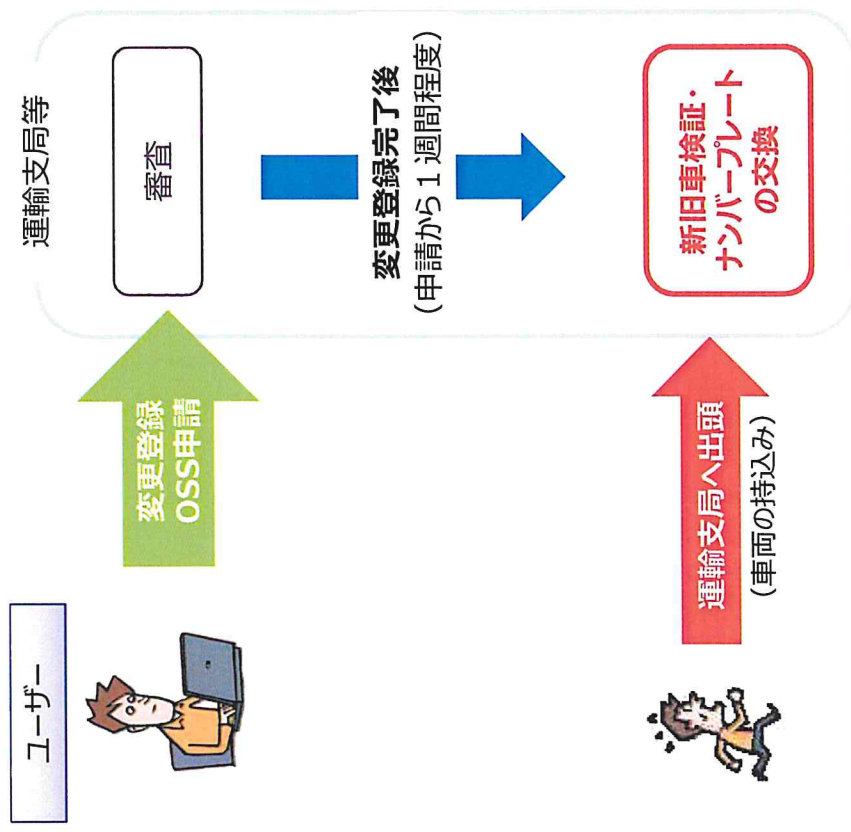 ユーザー
運輸支局等
変更登録
OSS申請
審査
変更登録完了後
(申請から1週間程度)
運輸支局へ出頭
(車両の持込み)
新旧車検証・
ナンバープレート
の交換